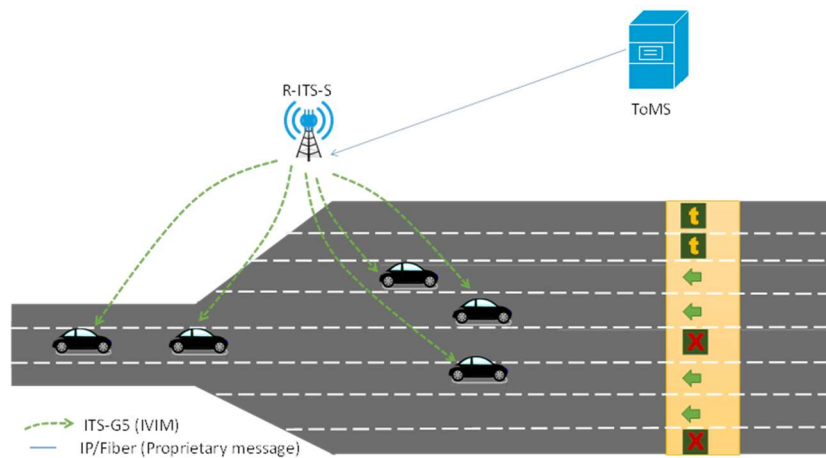 R-ITS-S
ToMS
t
t
X
X
ITS-G5 (IVIM)
IP/Fiber (Proprietary message)